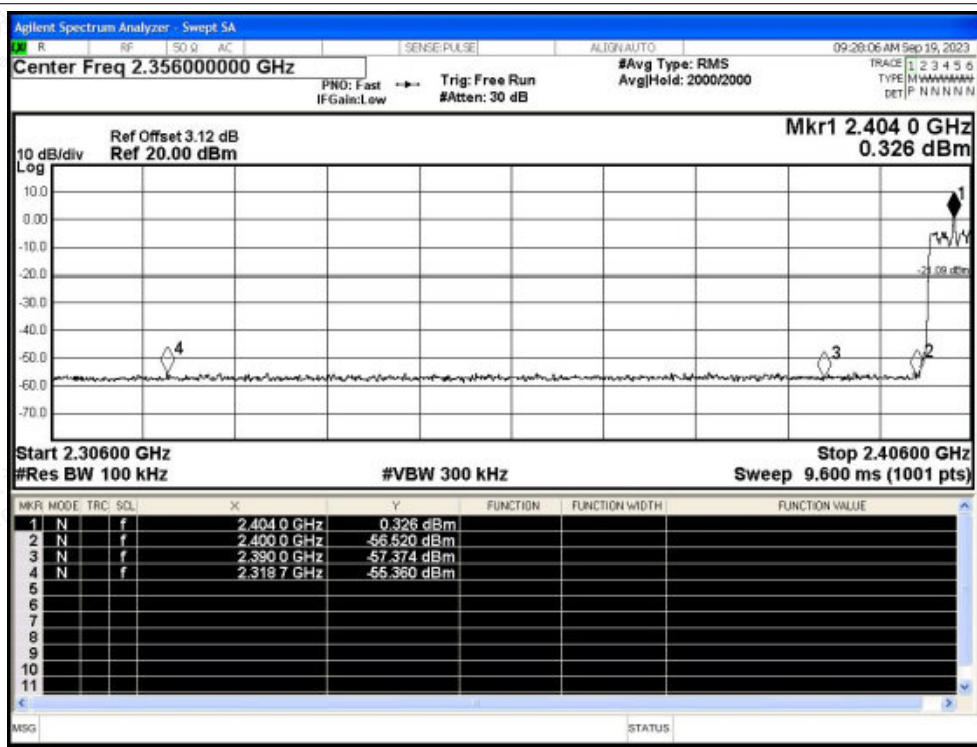 Agilent Spectrum Analyzer - Swept SA
R RF 50 Ω AC SENSE:PULSE ALIGN AUTO 09:28:06 AM Sep 19, 2023
Center Freq 2.356000000 GHz
PNO: Fast
IFGain:Low
Trig: Free Run
#Atten: 30 dB
#Avg Type: RMS
Avg|Hold: 2000/2000
TRACE 1 2 3 4 5 6
TYPE
DET P N N N N N
Mkr1 2.404 0 GHz
0.326 dBm
Ref Offset 3.12 dB
10 dB/div Ref 20.00 dBm
Log
10.0
0.00
-10.0
-20.0
-30.0
-40.0
-50.0
-60.0
-70.0
1
-21.09 dBm
4
3
2
Start 2.30600 GHz Stop 2.40600 GHz
#Res BW 100 kHz #VBW 300 kHz Sweep 9.600 ms (1001 pts)
MKR MODE TRC SCL X Y FUNCTION FUNCTION WIDTH FUNCTION VALUE
1 N f 2.404 0 GHz 0.326 dBm
2 N f 2.400 0 GHz -56.520 dBm
3 N f 2.390 0 GHz -57.374 dBm
4 N f 2.318 7 GHz -55.360 dBm
5
6
7
8
9
10
11
MSG STATUS